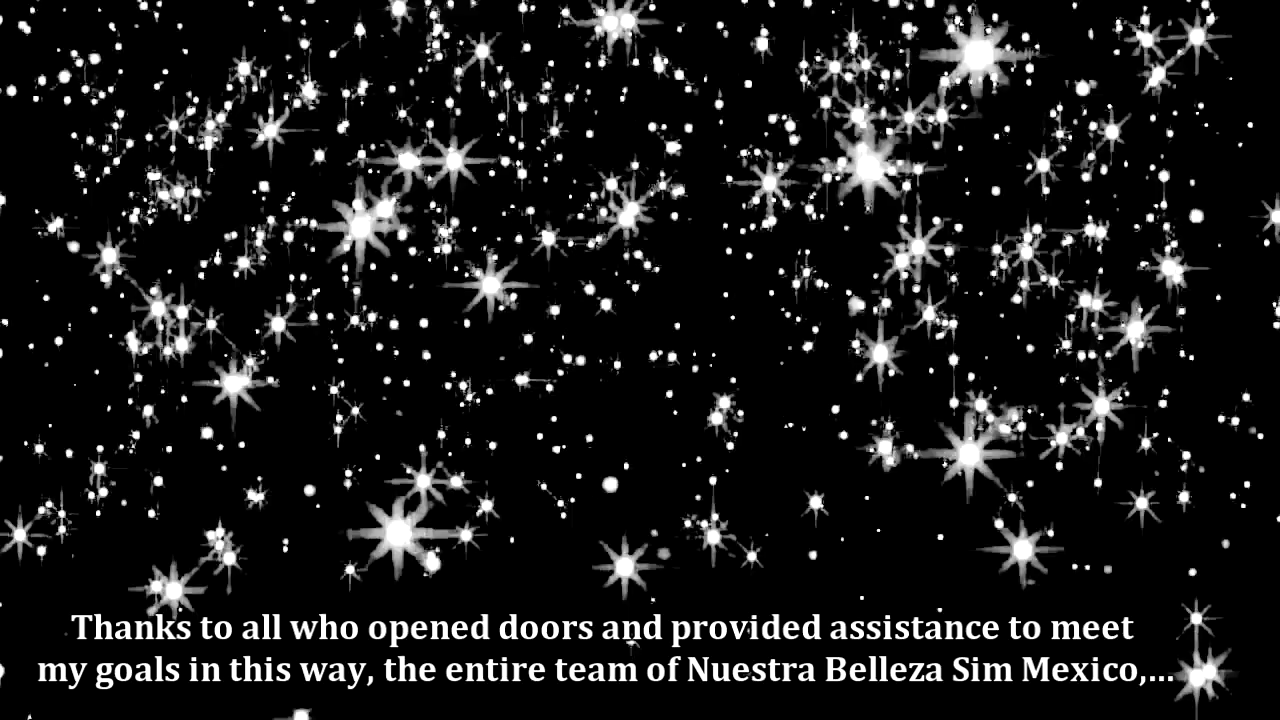 Thanks to all who opened doors and provided assistance to meet
my goals in this way, the entire team of Nuestra Belleza Sim Mexico,...